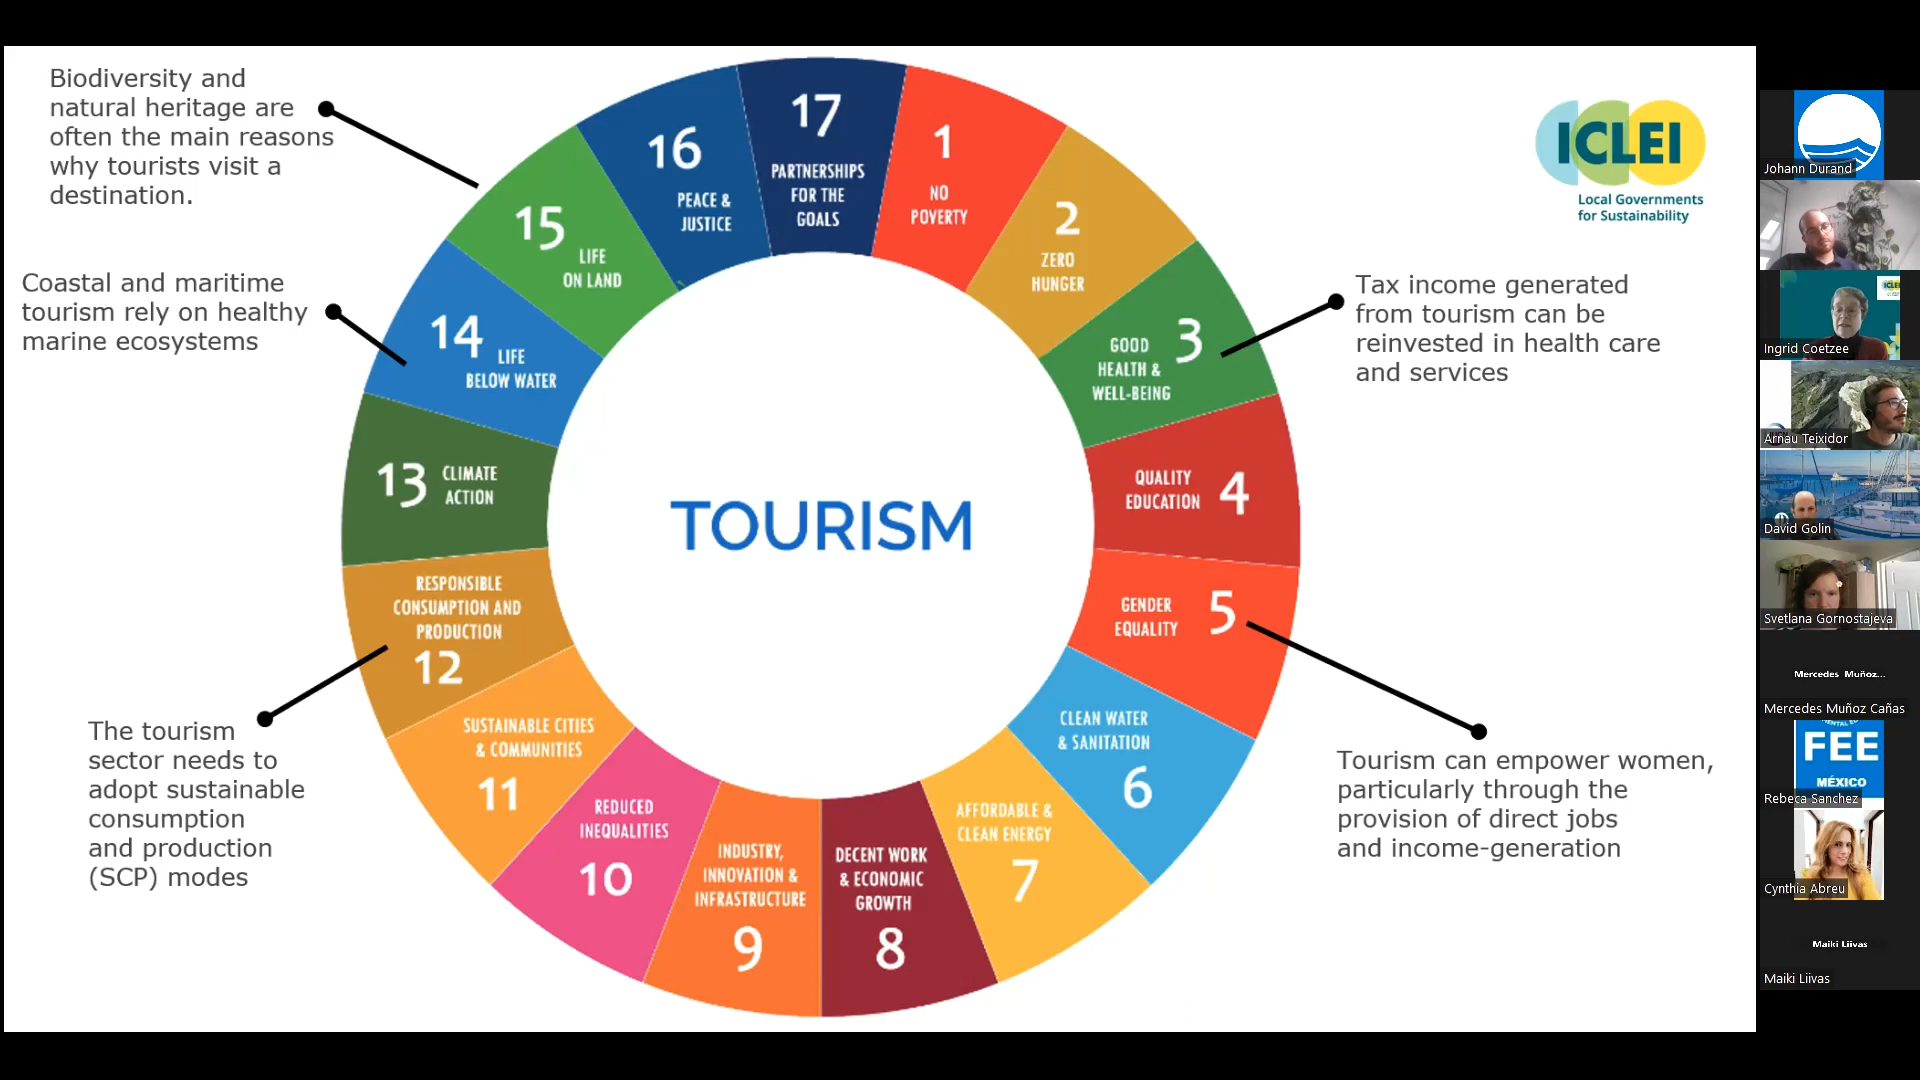 Biodiversity and
natural heritage are
often the main reasons
why tourists visit a
destination.
Coastal and maritime
tourism rely on healthy
marine ecosystems
The tourism
sector needs to
adopt sustainable
consumption
and production
(SCP) modes
17
PARTNERSHIPS
FOR THE
GOALS
1
NO
POVERTY
2
ZERO
HUNGER
3
GOOD
HEALTH &
WELL-BEING
4
QUALITY
EDUCATION
5
GENDER
EQUALITY
CLEAN WATER
& SANITATION
6
AFFORDABLE &
CLEAN ENERGY
7
DECENT WORK
& ECONOMIC
GROWTH
8
INDUSTRY,
INNOVATION &
INFRASTRUCTURE
9
REDUCED
INEQUALITIES
10
SUSTAINABLE CITIES
& COMMUNITIES
11
RESPONSIBLE
CONSUMPTION AND
PRODUCTION
12
13
CLIMATE
ACTION
14
LIFE
BELOW WATER
15
LIFE
ON LAND
16
PEACE &
JUSTICE
TOURISM
ICLEI
Local Governments
for Sustainability
Tax income generated
from tourism can be
reinvested in health care
and services
Tourism can empower women,
particularly through the
provision of direct jobs
and income-generation
Johann Durand
Ingrid Coetzee
Arnau Teixidor
David Golin
Svetlana Gornostajeva
Mercedes Muñoz...
Mercedes Muñoz Cañas
FEE
MÉXICO
Rebeca Sanchez
Cynthia Abreu
Maiki Liivas
Maiki Liivas